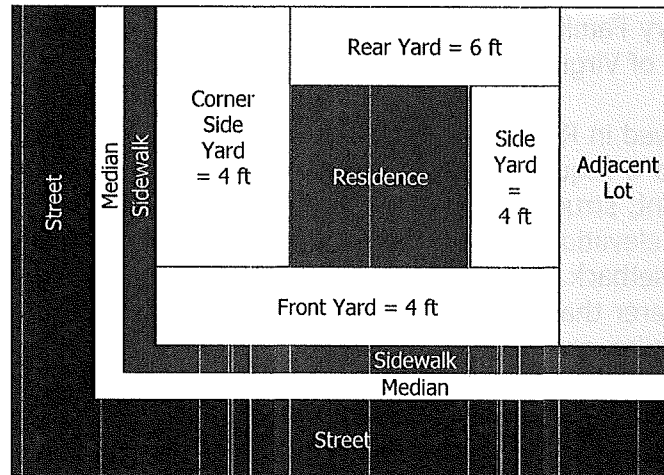 Rear Yard = 6 ft
Corner
Side
Yard
= 4 ft
Side
Yard
=
4 ft
Adjacent
Lot
Residence
Street
Median
Sidewalk
Front Yard = 4 ft
Sidewalk
Median
Street